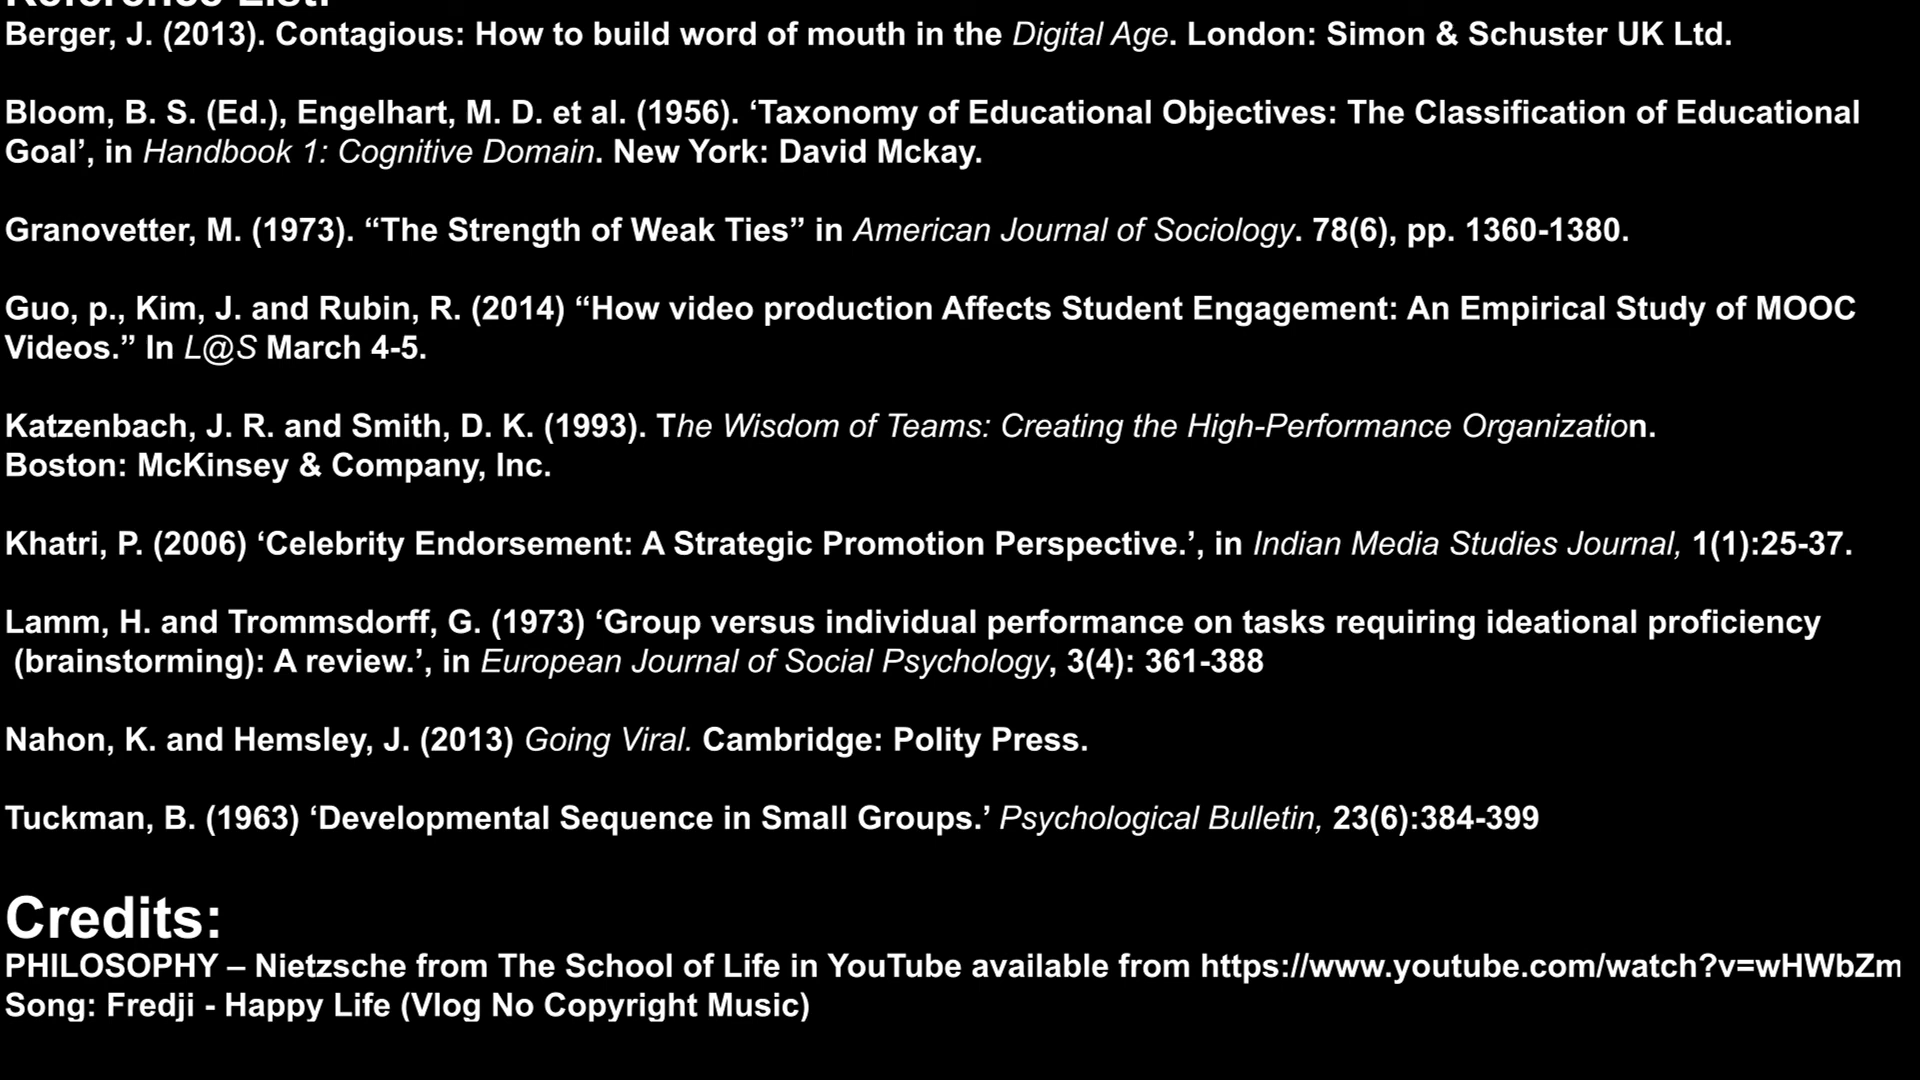 Reference List:
Berger, J. (2013). Contagious: How to build word of mouth in the Digital Age. London: Simon & Schuster UK Ltd.
Bloom, B. S. (Ed.), Engelhart, M. D. et al. (1956). ‘Taxonomy of Educational Objectives: The Classification of Educational
Goal’, in Handbook 1: Cognitive Domain. New York: David Mckay.
Granovetter, M. (1973). “The Strength of Weak Ties” in American Journal of Sociology. 78(6), pp. 1360-1380.
Guo, p., Kim, J. and Rubin, R. (2014) “How video production Affects Student Engagement: An Empirical Study of MOOC
Videos.” In L@S March 4-5.
Katzenbach, J. R. and Smith, D. K. (1993). The Wisdom of Teams: Creating the High-Performance Organization.
Boston: McKinsey & Company, Inc.
Khatri, P. (2006) ‘Celebrity Endorsement: A Strategic Promotion Perspective.’, in Indian Media Studies Journal, 1(1):25-37.
Lamm, H. and Trommsdorff, G. (1973) ‘Group versus individual performance on tasks requiring ideational proficiency
(brainstorming): A review.’, in European Journal of Social Psychology, 3(4): 361-388
Nahon, K. and Hemsley, J. (2013) Going Viral. Cambridge: Polity Press.
Tuckman, B. (1963) ‘Developmental Sequence in Small Groups.’ Psychological Bulletin, 23(6):384-399
Credits:
PHILOSOPHY – Nietzsche from The School of Life in YouTube available from https://www.youtube.com/watch?v=wHWbZm
Song: Fredji - Happy Life (Vlog No Copyright Music)